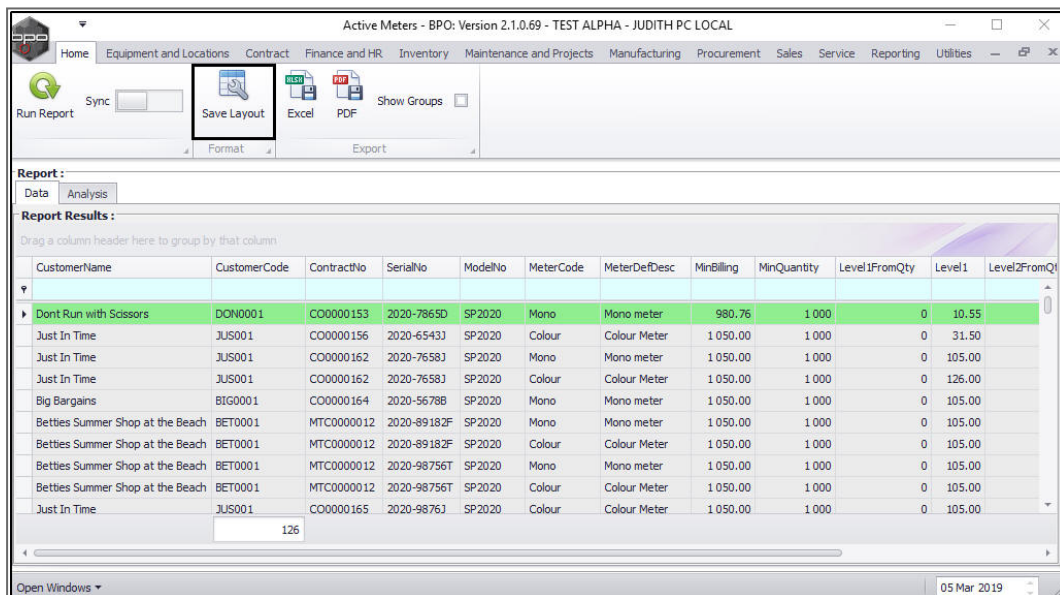 Active Meters - BPO: Version 2.1.0.69 - TEST ALPHA - JUDITH PC LOCAL
bpo
Home Equipment and Locations Contract Finance and HR Inventory Maintenance and Projects Manufacturing Procurement Sales Service Reporting Utilities
Run Report Sync Save Layout XLSX Excel PDF PDF Show Groups
Format Export
Report :
Data Analysis
Report Results :
Drag a column header here to group by that column
CustomerName CustomerCode ContractNo SerialNo ModelNo MeterCode MeterDefDesc MinBilling MinQuantity Level1FromQty Level1 Level2FromQt
Dont Run with Scissors DON0001 CO0000153 2020-7865D SP2020 Mono Mono meter 980.76 1 000 0 10.55
Just In Time JUS001 CO0000156 2020-6543J SP2020 Colour Colour Meter 1 050.00 1 000 0 31.50
Just In Time JUS001 CO0000162 2020-7658J SP2020 Mono Mono meter 1 050.00 1 000 0 105.00
Just In Time JUS001 CO0000162 2020-7658J SP2020 Colour Colour Meter 1 050.00 1 000 0 126.00
Big Bargains BIG0001 CO0000164 2020-5678B SP2020 Mono Mono meter 1 050.00 1 000 0 105.00
Betties Summer Shop at the Beach BET0001 MTC0000012 2020-89182F SP2020 Mono Mono meter 1 050.00 1 000 0 105.00
Betties Summer Shop at the Beach BET0001 MTC0000012 2020-89182F SP2020 Colour Colour Meter 1 050.00 1 000 0 105.00
Betties Summer Shop at the Beach BET0001 MTC0000012 2020-98756T SP2020 Mono Mono meter 1 050.00 1 000 0 105.00
Betties Summer Shop at the Beach BET0001 MTC0000012 2020-98756T SP2020 Colour Colour Meter 1 050.00 1 000 0 105.00
Just In Time JUS001 CO0000165 2020-9876J SP2020 Colour Colour Meter 1 050.00 1 000 0 105.00
126
Open Windows 05 Mar 2019